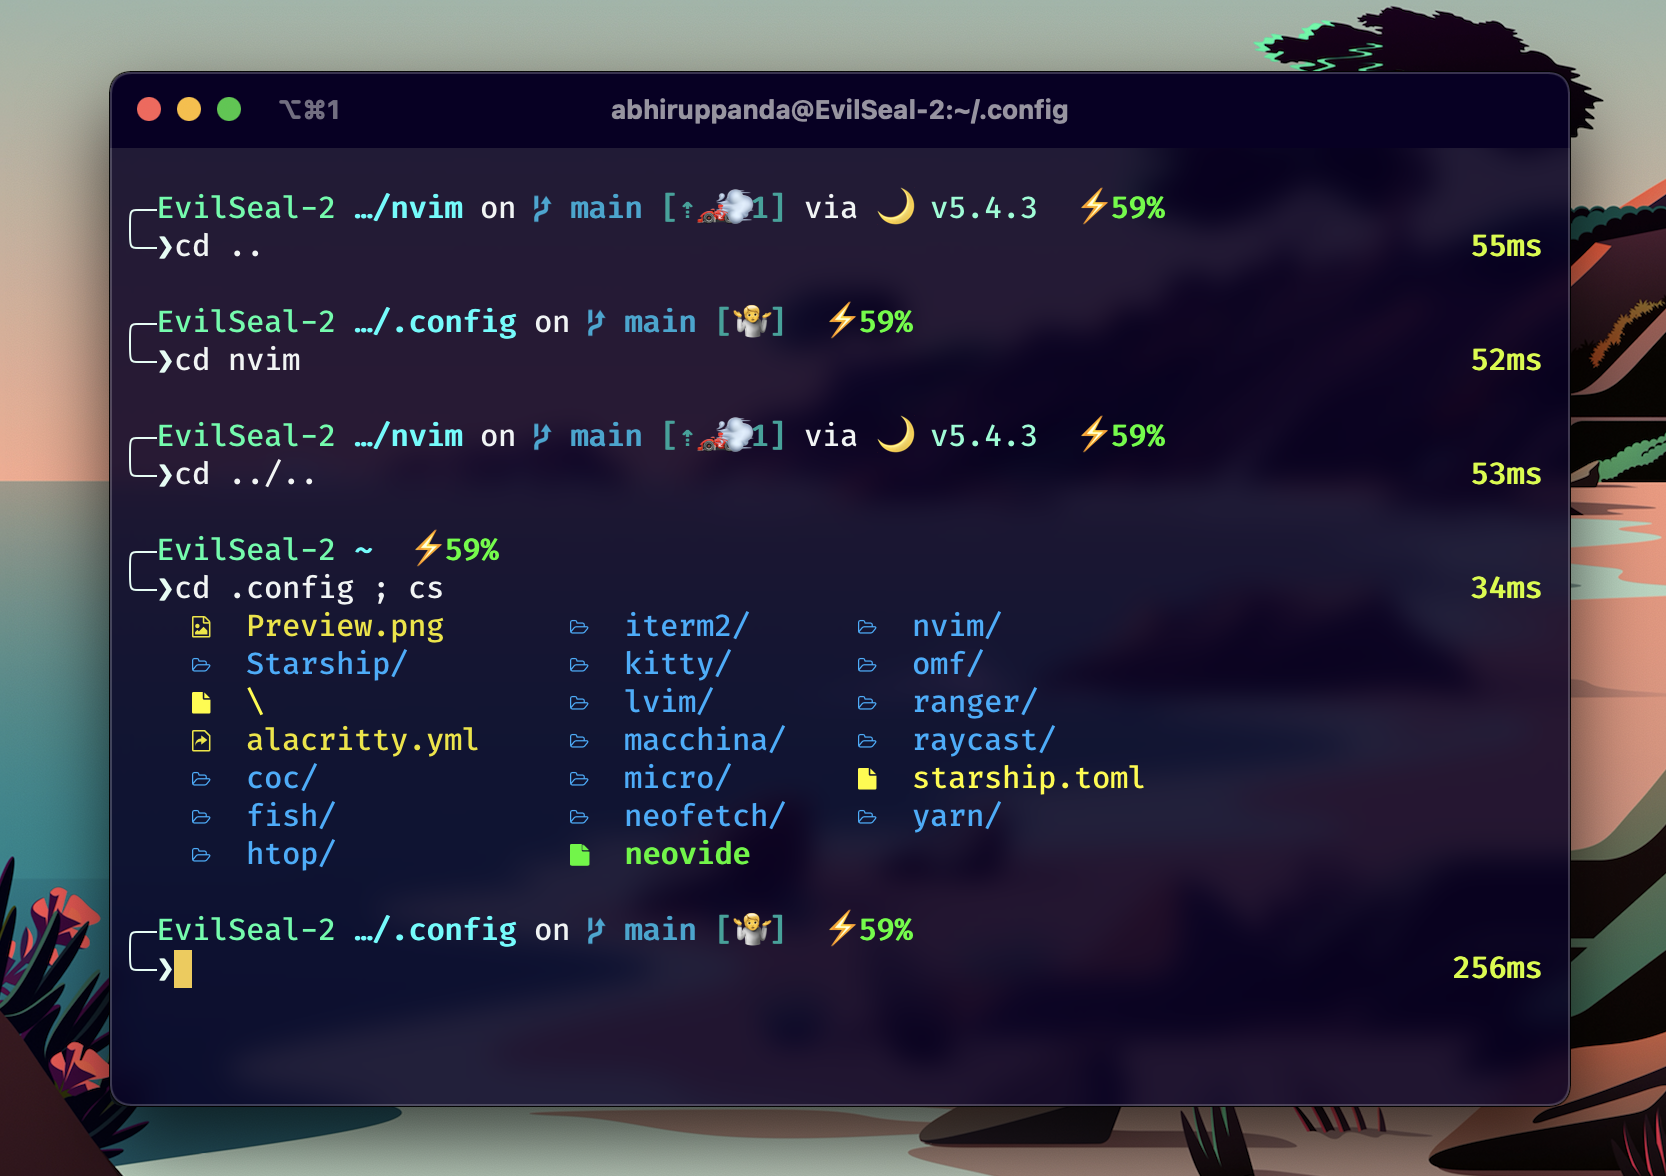 ⌥⌘1 abhiruppanda@EvilSeal-2:~/.config
EvilSeal-2 …/nvim on main [⇡🏎💨1] via 🌙 v5.4.3 ⚡59%
❯cd .. 55ms
EvilSeal-2 …/.config on main [🤷] ⚡59%
❯cd nvim 52ms
EvilSeal-2 …/nvim on main [⇡🏎💨1] via 🌙 v5.4.3 ⚡59%
❯cd ../.. 53ms
EvilSeal-2 ~ ⚡59%
❯cd .config ; cs 34ms
Preview.png iterm2/ nvim/
Starship/ kitty/ omf/
\ lvim/ ranger/
alacritty.yml macchina/ raycast/
coc/ micro/ starship.toml
fish/ neofetch/ yarn/
htop/ neovide
EvilSeal-2 …/.config on main [🤷] ⚡59%
❯ 256ms